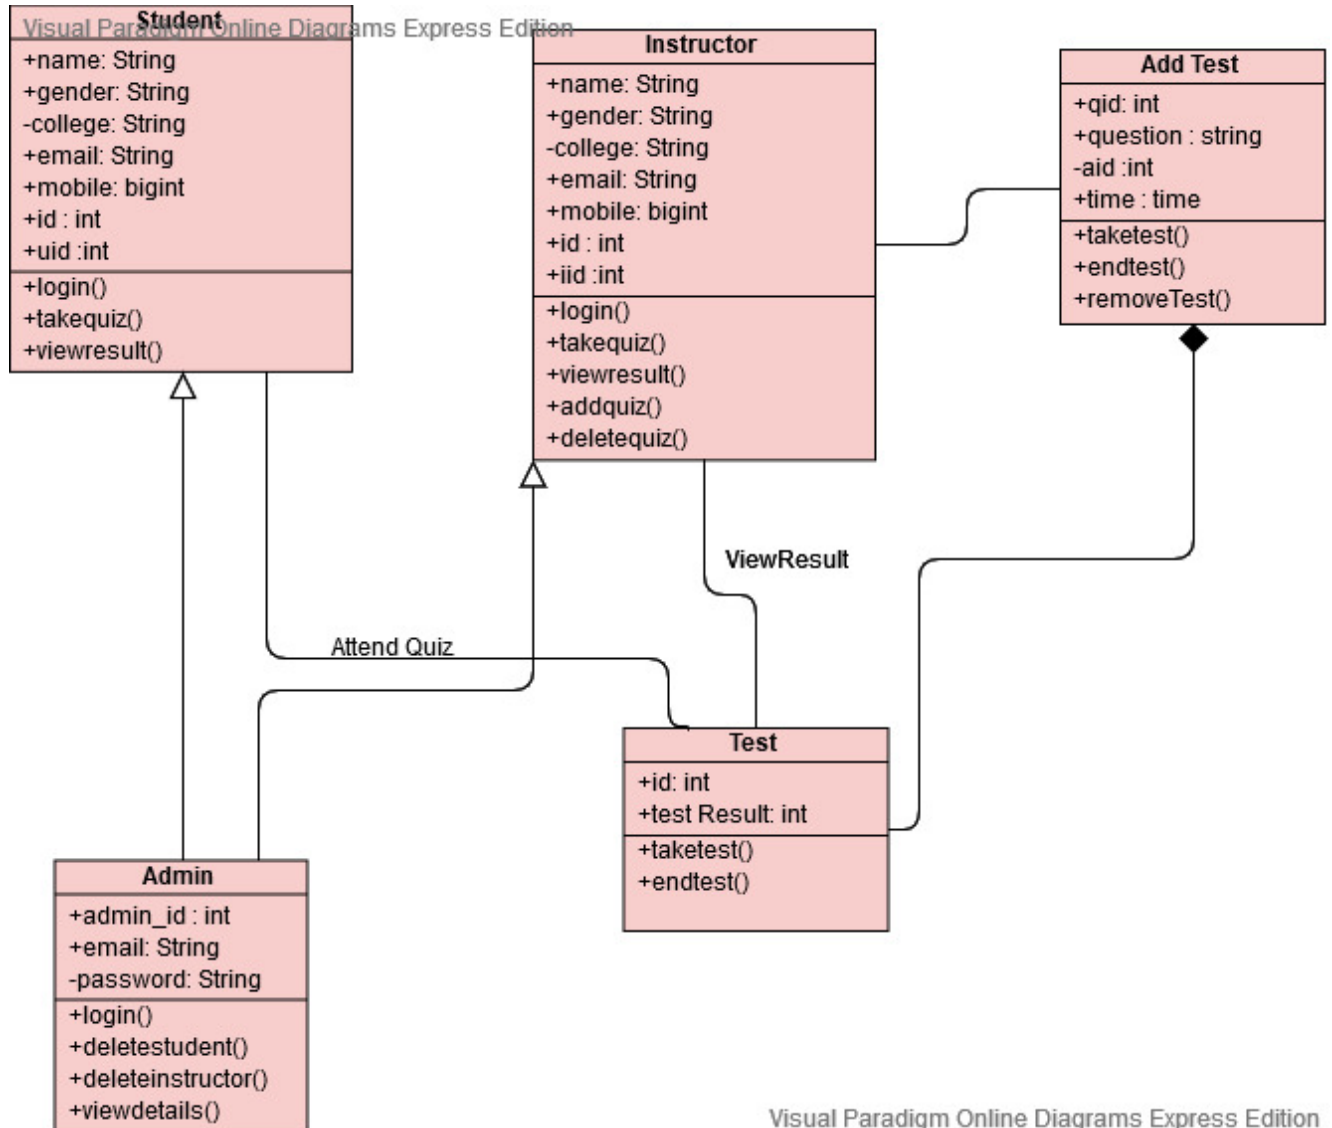 Visual Paradigm Online Diagrams Express Edition
Student
+name: String
+gender: String
-college: String
+email: String
+mobile: bigint
+id : int
+uid :int
+login()
+takequiz()
+viewresult()
Instructor
+name: String
+gender: String
-college: String
+email: String
+mobile: bigint
+id : int
+iid :int
+login()
+takequiz()
+viewresult()
+addquiz()
+deletequiz()
Add Test
+qid: int
+question : string
-aid :int
+time : time
+taketest()
+endtest()
+removeTest()
ViewResult
Attend Quiz
Test
+id: int
+test Result: int
+taketest()
+endtest()
Admin
+admin_id : int
+email: String
-password: String
+login()
+deletestudent()
+deleteinstructor()
+viewdetails()
Visual Paradigm Online Diagrams Express Edition